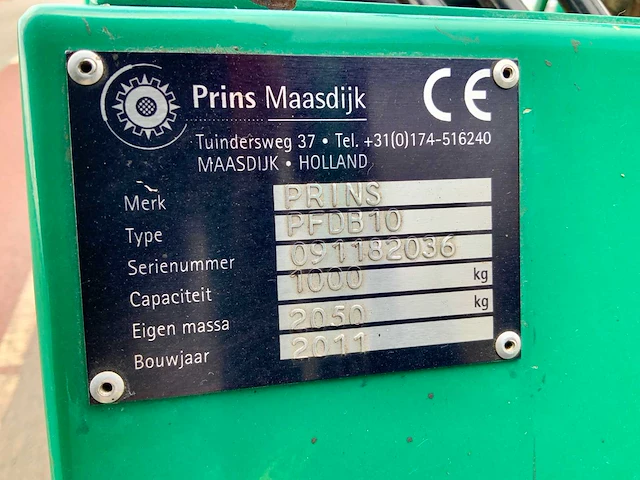 Prins Maasdijk CE
Tuindersweg 37 • Tel. +31(0)174-516240
MAASDIJK • HOLLAND
Merk PRINS
Type PFDB10
Serienummer 091182036
Capaciteit 1000 kg
Eigen massa 2050 kg
Bouwjaar 2011